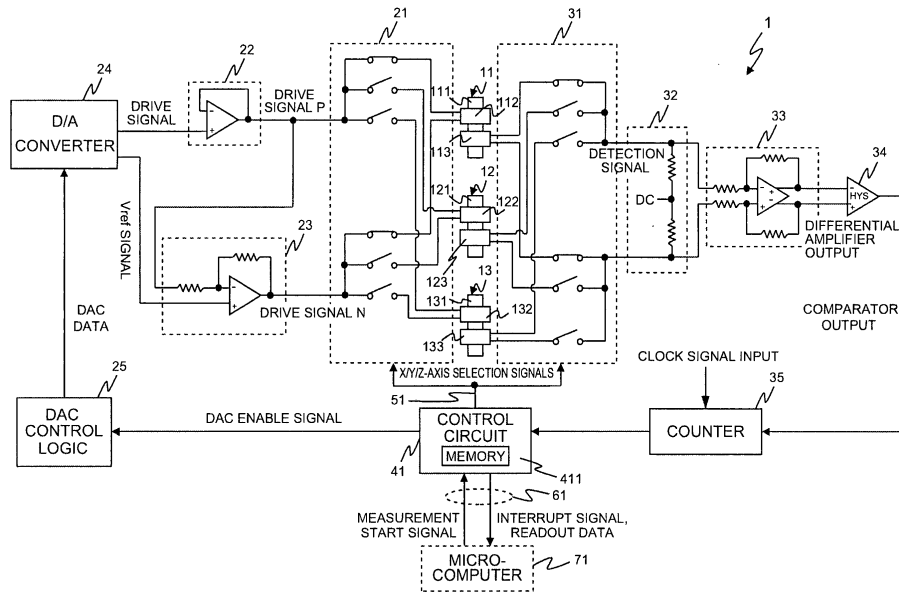 1
21
31
22
24
11
D/A
CONVERTER
DRIVE
SIGNAL
DRIVE
SIGNAL P
111
112
113
32
33
34
DETECTION
SIGNAL
DC
HYS
Vref SIGNAL
121
12
122
123
23
DIFFERENTIAL
AMPLIFIER
OUTPUT
13
131
132
133
DRIVE SIGNAL N
DAC
DATA
COMPARATOR
OUTPUT
X/Y/Z-AXIS SELECTION SIGNALS
CLOCK SIGNAL INPUT
51
25
35
DAC
CONTROL
LOGIC
DAC ENABLE SIGNAL
CONTROL
CIRCUIT
MEMORY
COUNTER
41
411
61
MEASUREMENT
START SIGNAL
INTERRUPT SIGNAL,
READOUT DATA
MICRO-
COMPUTER
71